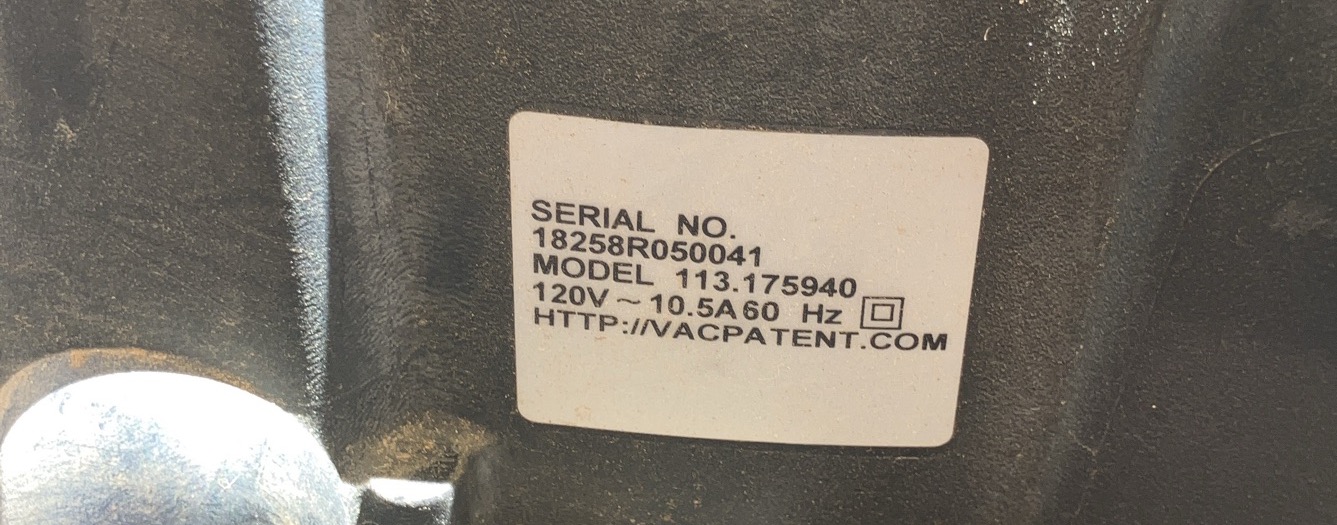 SERIAL NO.
18258R050041
MODEL 113.175940
120V~10.5A60 Hz
HTTP://VACPATENT.COM